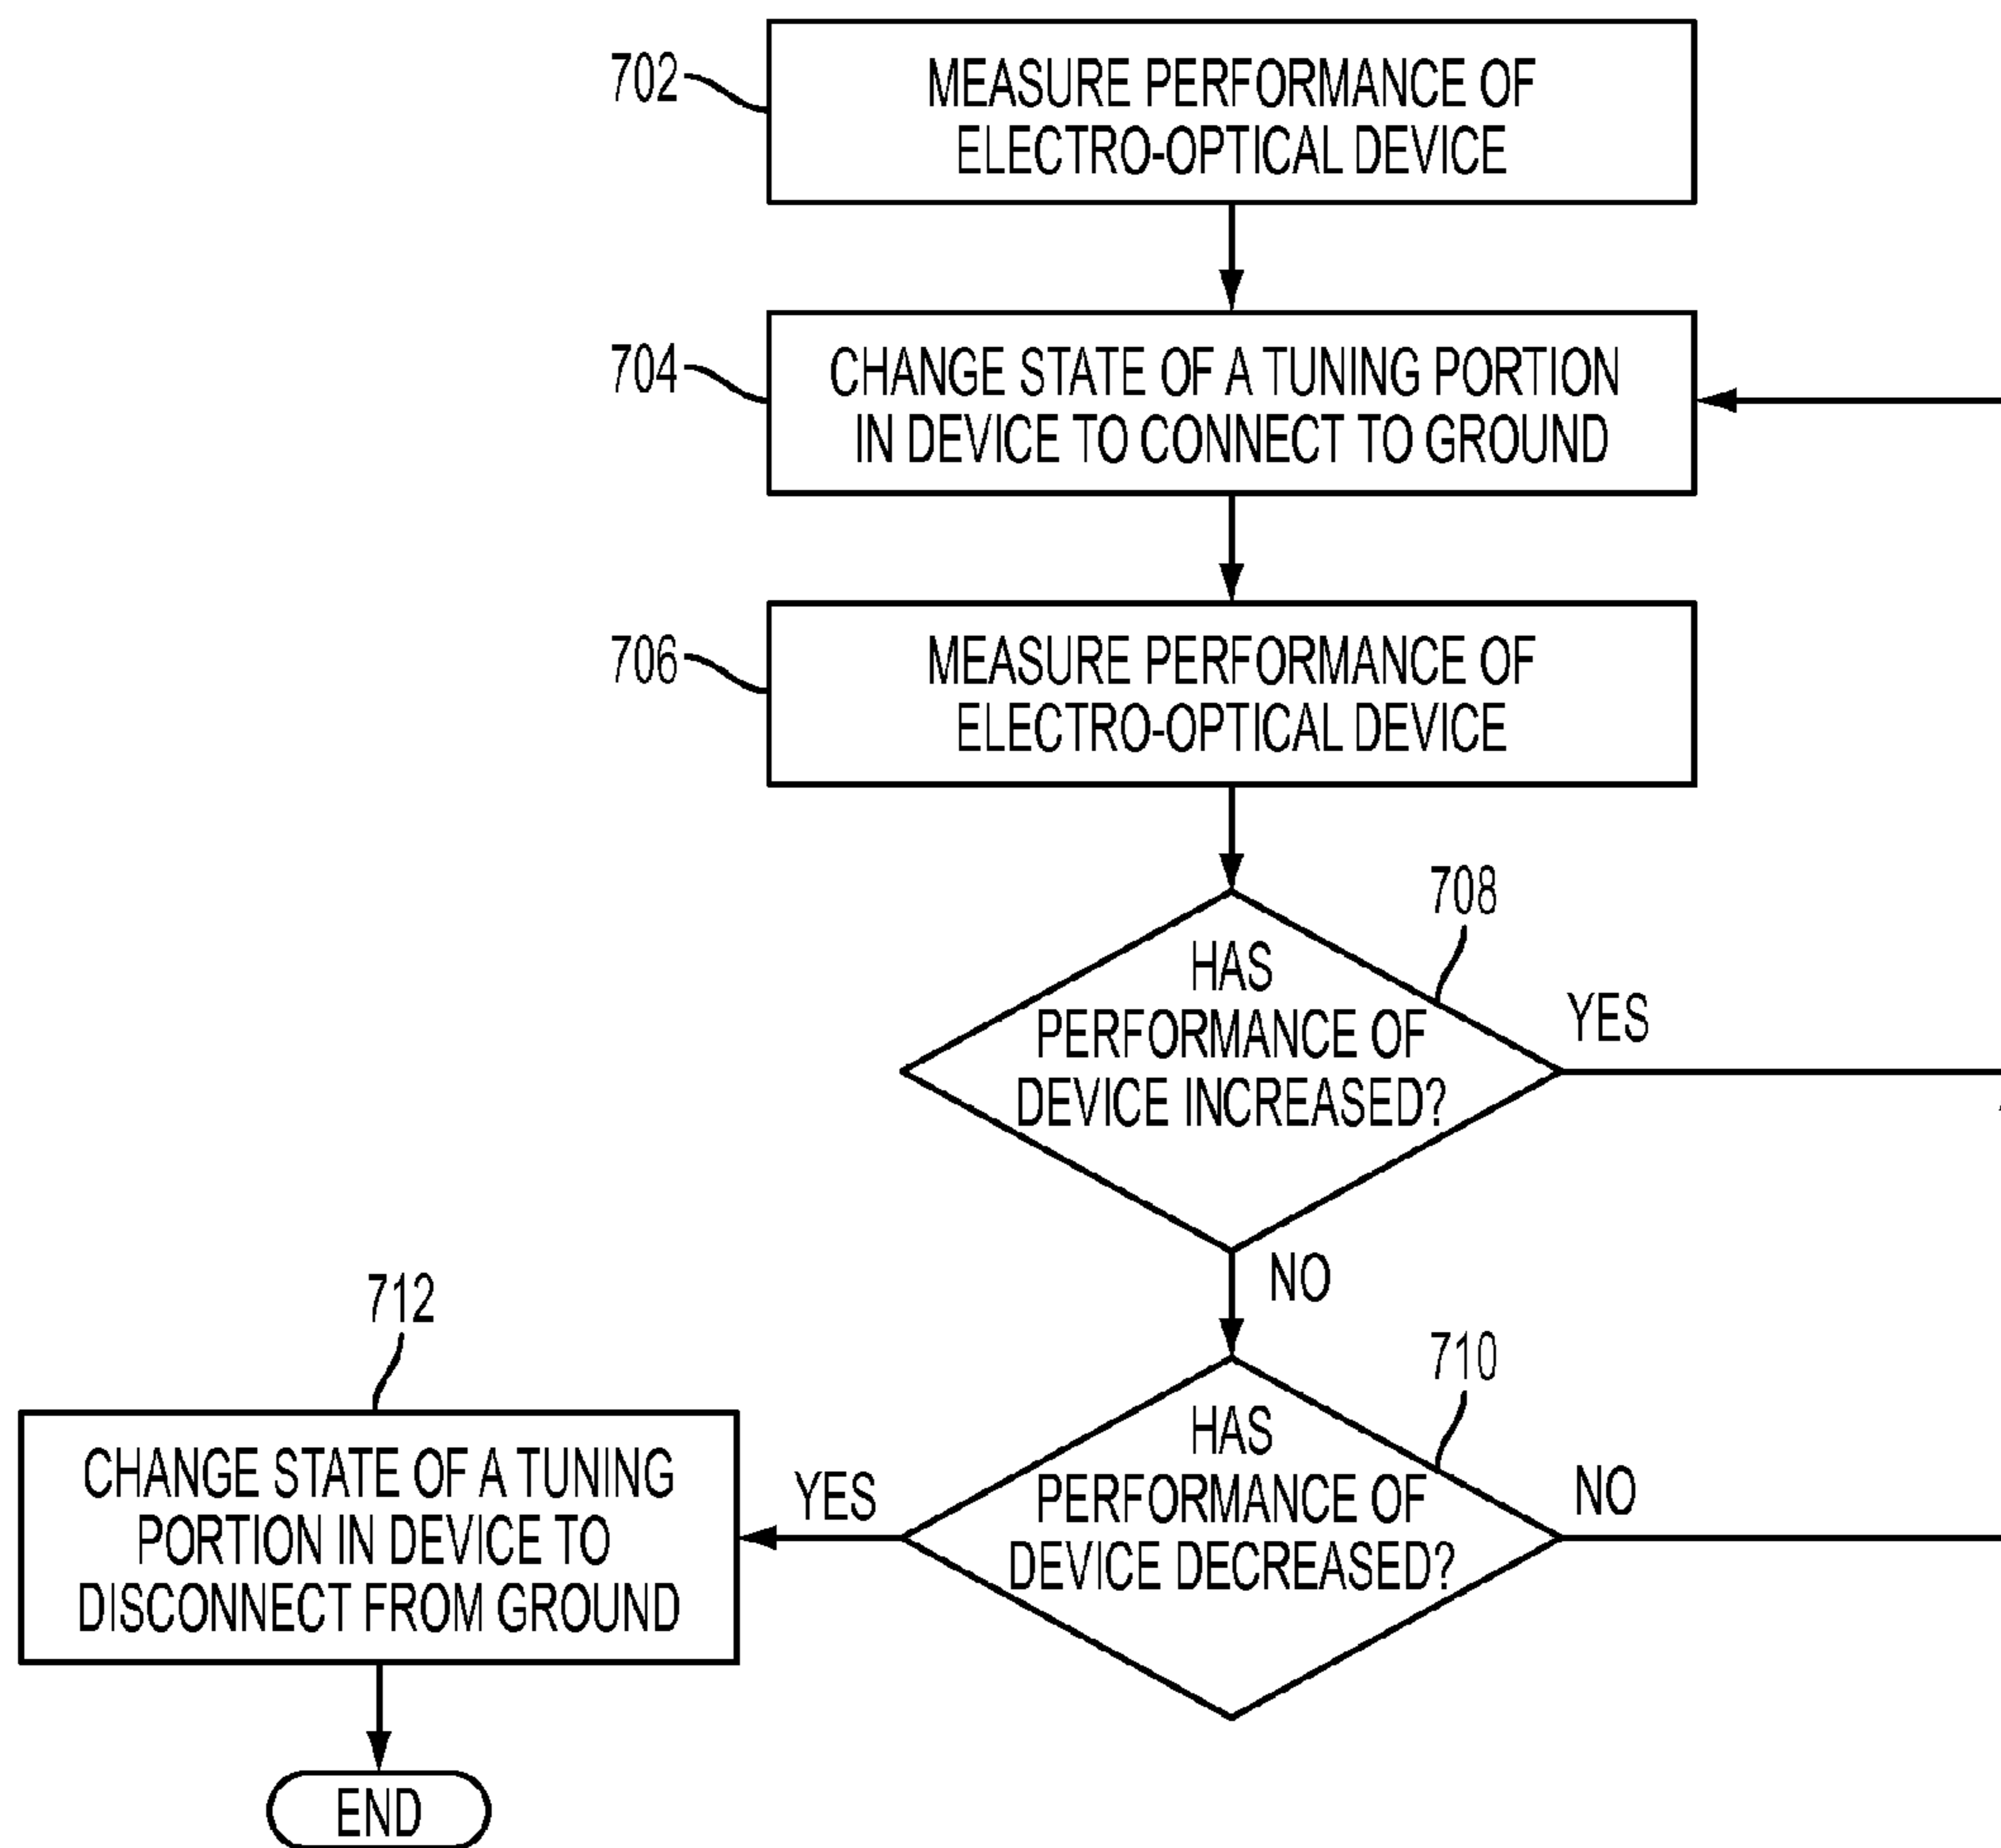 702
MEASURE PERFORMANCE OF
ELECTRO-OPTICAL DEVICE
704
CHANGE STATE OF A TUNING PORTION
IN DEVICE TO CONNECT TO GROUND
706
MEASURE PERFORMANCE OF
ELECTRO-OPTICAL DEVICE
708
HAS
PERFORMANCE OF
DEVICE INCREASED?
YES
NO
710
HAS
PERFORMANCE OF
DEVICE DECREASED?
YES
NO
712
CHANGE STATE OF A TUNING
PORTION IN DEVICE TO
DISCONNECT FROM GROUND
END